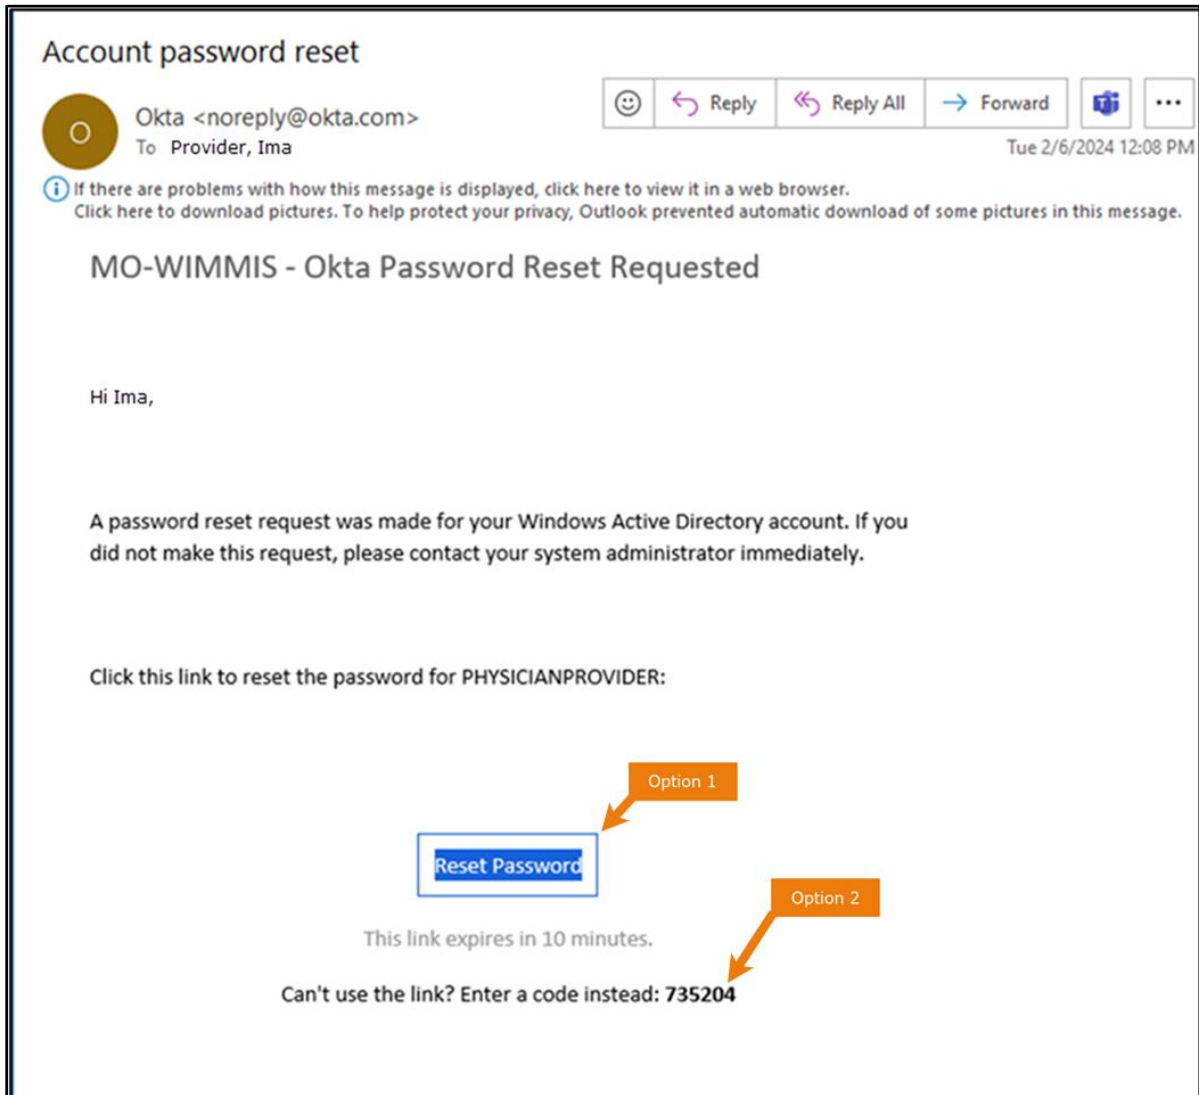 Account password reset
O
Okta <noreply@okta.com>
To Provider, Ima
Reply
Reply All
Forward
Tue 2/6/2024 12:08 PM
If there are problems with how this message is displayed, click here to view it in a web browser.
Click here to download pictures. To help protect your privacy, Outlook prevented automatic download of some pictures in this message.
MO-WIMMIS - Okta Password Reset Requested
Hi Ima,
A password reset request was made for your Windows Active Directory account. If you
did not make this request, please contact your system administrator immediately.
Click this link to reset the password for PHYSICIANPROVIDER:
Option 1
Reset Password
Option 2
This link expires in 10 minutes.
Can't use the link? Enter a code instead: 735204